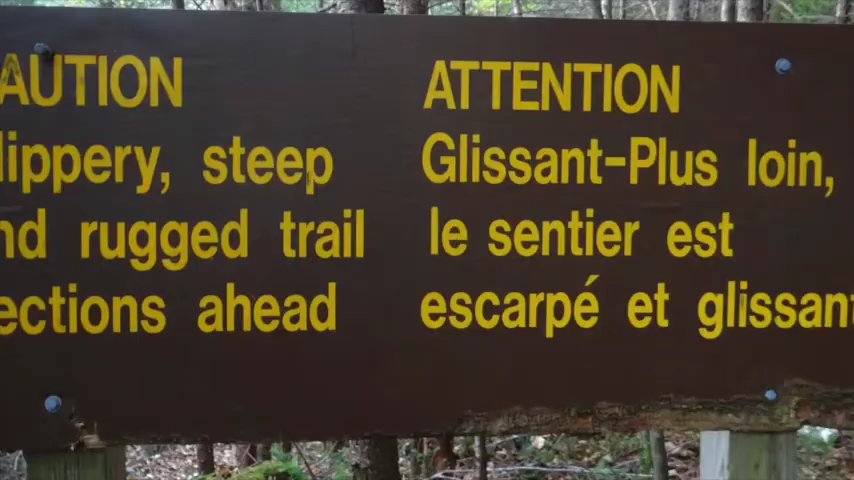 AUTION
lippery, steep
nd rugged trail
ections ahead
ATTENTION
Glissant-Plus loin,
le sentier est
escarpé et glissant